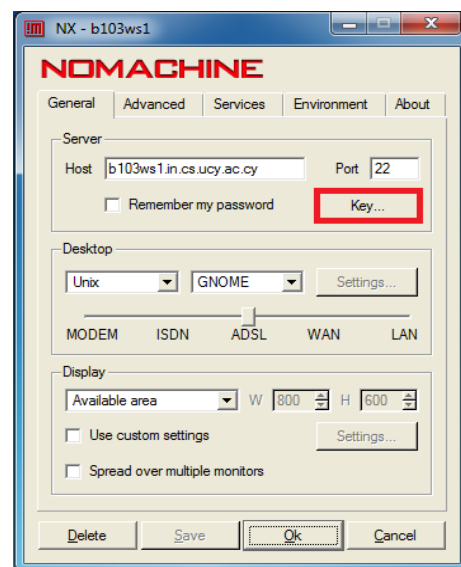 NX - b103ws1
NOMACHINE
General Advanced Services Environment About
Server
Host b103ws1.in.cs.ucy.ac.cy Port 22
Remember my password Key...
Desktop
Unix GNOME Settings...
MODEM ISDN ADSL WAN LAN
Display
Available area W 800 H 600
Use custom settings Settings...
Spread over multiple monitors
Delete Save Ok Cancel